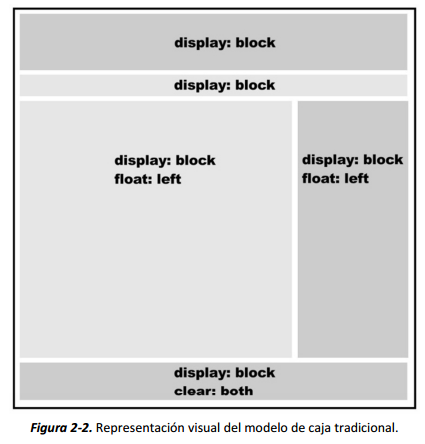 display: block
display: block
display: block
float: left
display: block
float: left
display: block
clear: both
Figura 2-2. Representación visual del modelo de caja tradicional.